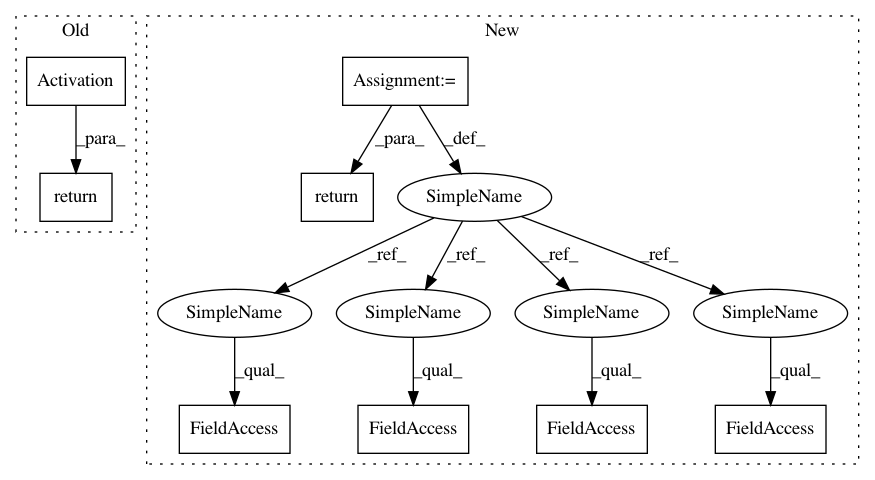 Old
New
Activation
Assignment:=
_para_
_para_
_def_
return
return
SimpleName
_ref_
_ref_
_ref_
_ref_
SimpleName
SimpleName
SimpleName
SimpleName
_qual_
_qual_
_qual_
_qual_
FieldAccess
FieldAccess
FieldAccess
FieldAccess